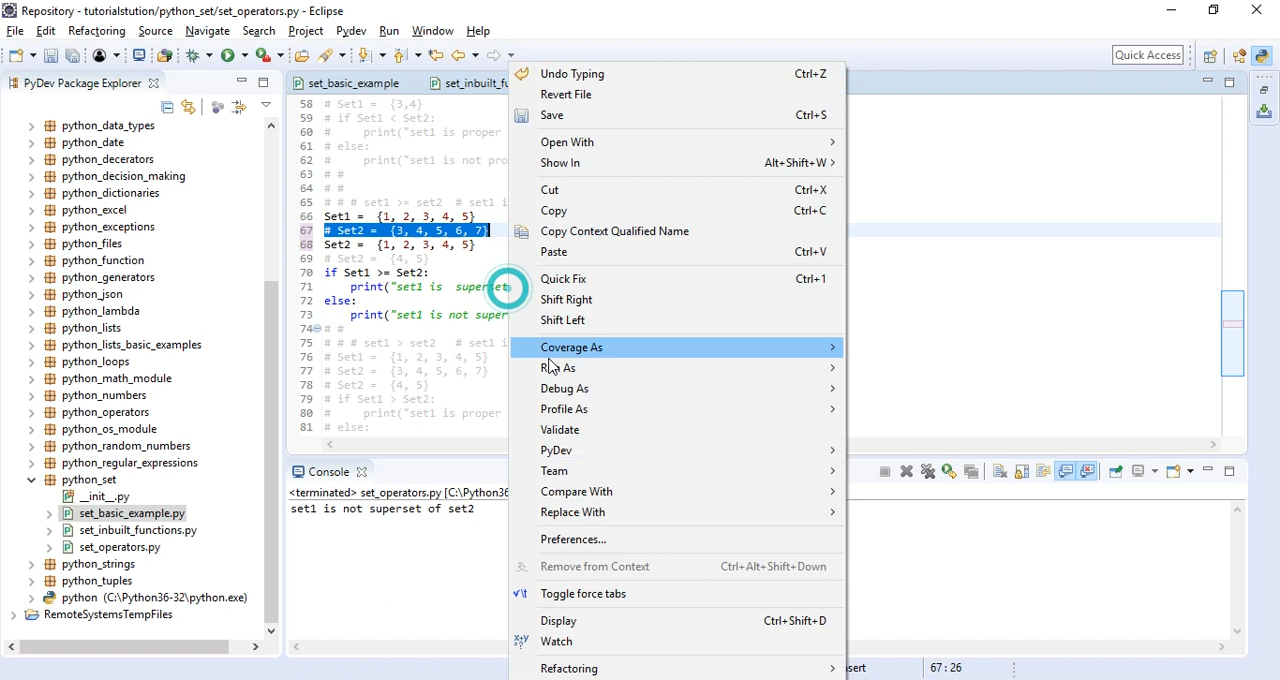 Repository - tutorialstution/python_set/set_operators.py - Eclipse
File Edit Refactoring Source Navigate Search Project Pydev Run Window Help
Quick Access
PyDev Package Explorer
set_basic_example
set_inbuilt_fu
python_data_types
python_date
python_decerators
python_decision_making
python_dictionaries
python_excel
python_exceptions
python_files
python_function
python_generators
python_json
python_lambda
python_lists
python_lists_basic_examples
python_loops
python_math_module
python_numbers
python_operators
python_os_module
python_random_numbers
python_regular_expressions
python_set
__init__.py
set_basic_example.py
set_inbuilt_functions.py
set_operators.py
python_strings
python_tuples
python (C:\Python36-32\python.exe)
RemoteSystemsTempFiles
58 # Set1 = {3,4}
59 # if Set1 < Set2:
60 # print("set1 is proper
61 # else:
62 # print("set1 is not pro
63 # #
64 # #
65 # # # set1 >= set2 # set1 i
66 Set1 = {1, 2, 3, 4, 5}
67 # Set2 = {3, 4, 5, 6, 7}
68 Set2 = {1, 2, 3, 4, 5}
69 # Set2 = {4, 5}
70 if Set1 >= Set2:
71 print("set1 is superset
72 else:
73 print("set1 is not super
74 # #
75 # # # set1 > set2 # set1 i
76 # Set1 = {1, 2, 3, 4, 5}
77 # Set2 = {3, 4, 5, 6, 7}
78 # Set2 = {4, 5}
79 # if Set1 > Set2:
80 # print("set1 is proper
81 # else:
Undo Typing Ctrl+Z
Revert File
Save Ctrl+S
Open With
Show In Alt+Shift+W
Cut Ctrl+X
Copy Ctrl+C
Copy Context Qualified Name
Paste Ctrl+V
Quick Fix Ctrl+1
Shift Right
Shift Left
Coverage As
Run As
Debug As
Profile As
Validate
PyDev
Team
Compare With
Replace With
Preferences...
Remove from Context Ctrl+Alt+Shift+Down
Toggle force tabs
Display Ctrl+Shift+D
Watch
Refactoring
Console
<terminated> set_operators.py [C:\Python36
set1 is not superset of set2
sert
67 : 26